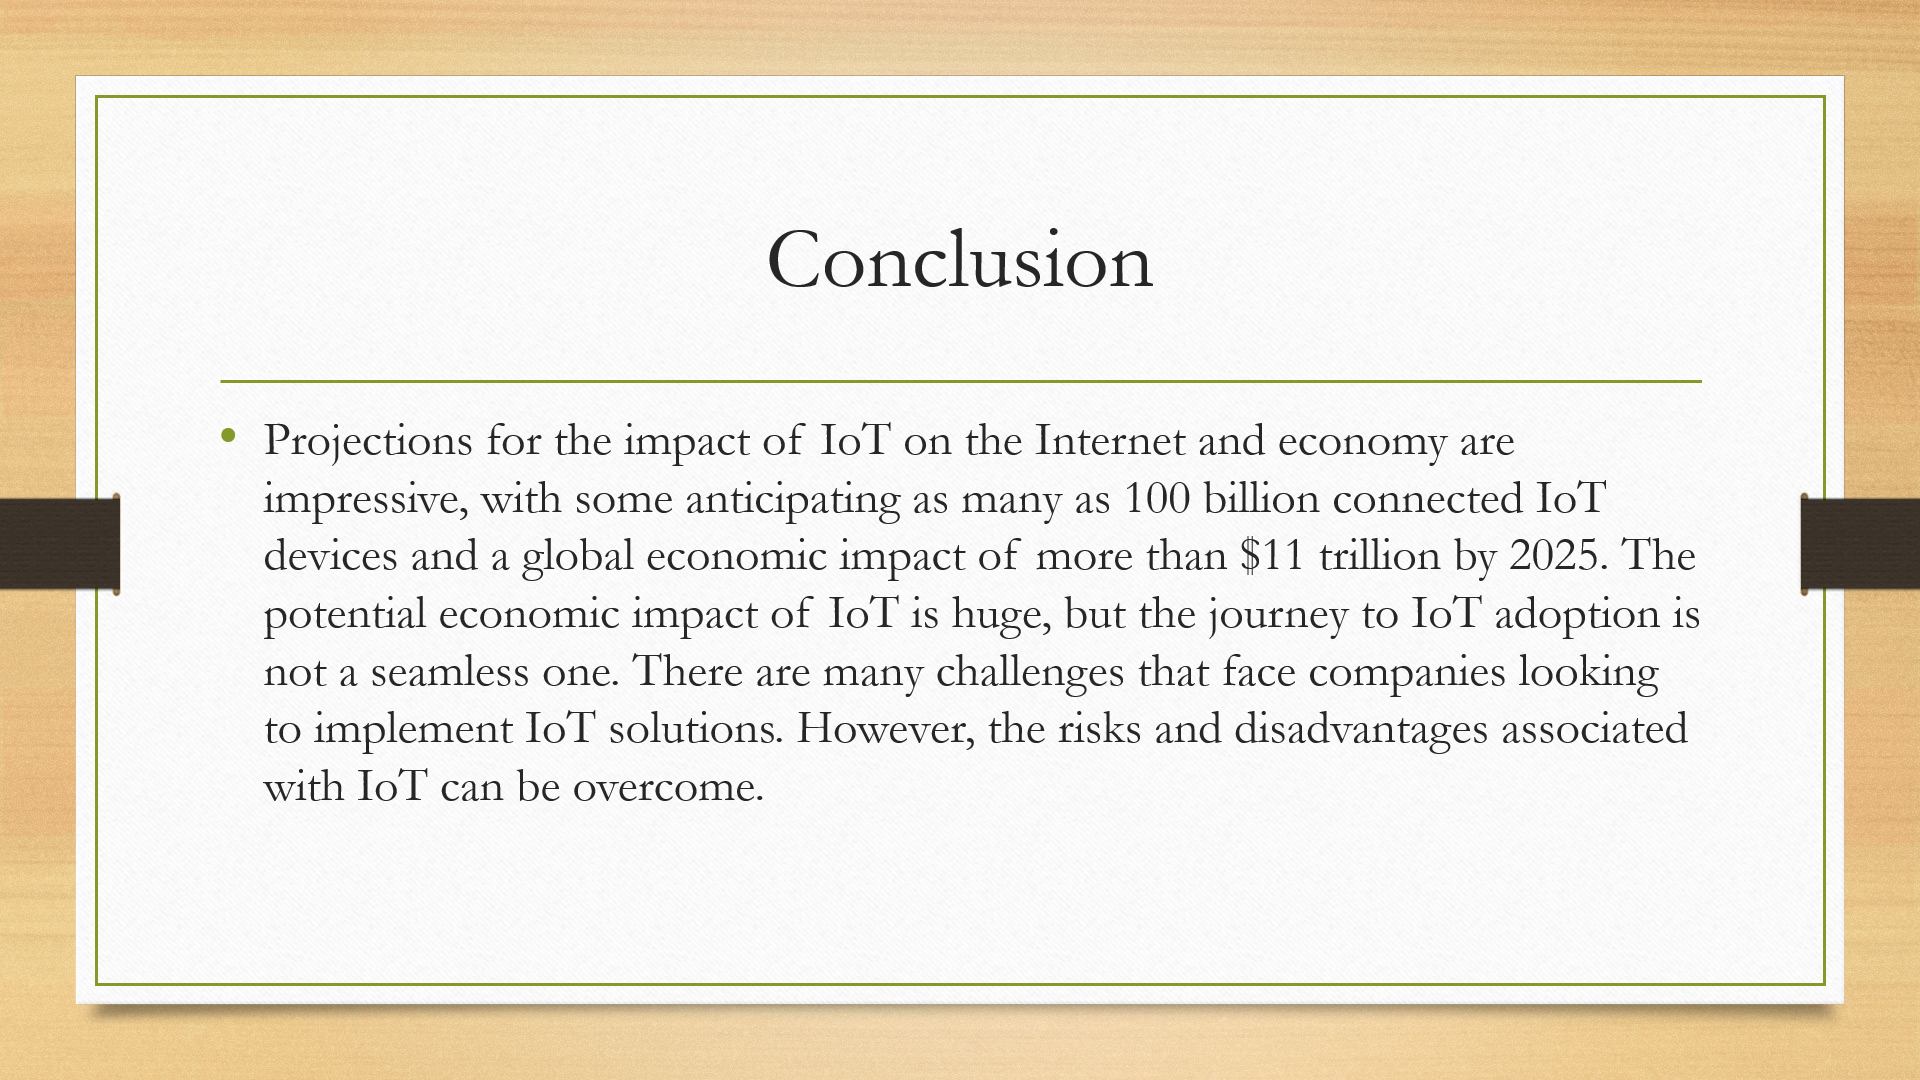 Conclusion
• Projections for the impact of IoT on the Internet and economy are
impressive, with some anticipating as many as 100 billion connected IoT
devices and a global economic impact of more than $11 trillion by 2025. The
potential economic impact of IoT is huge, but the journey to IoT adoption is
not a seamless one. There are many challenges that face companies looking
to implement IoT solutions. However, the risks and disadvantages associated
with IoT can be overcome.